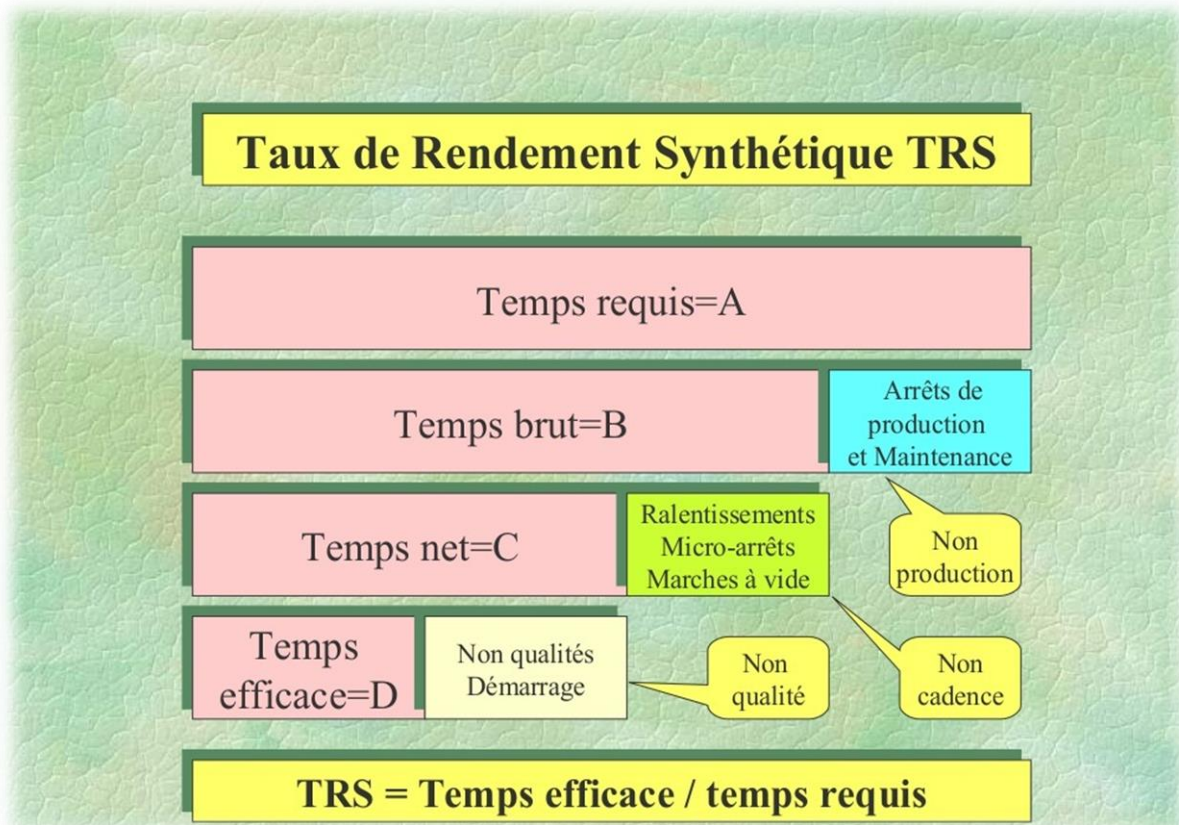 Taux de Rendement Synthétique TRS
Temps requis=A
Temps brut=B
Arrêts de
production
et Maintenance
Temps net=C
Ralentissements
Micro-arrêts
Marches à vide
Non
production
Temps
efficace=D
Non qualités
Démarrage
Non
qualité
Non
cadence
TRS = Temps efficace / temps requis